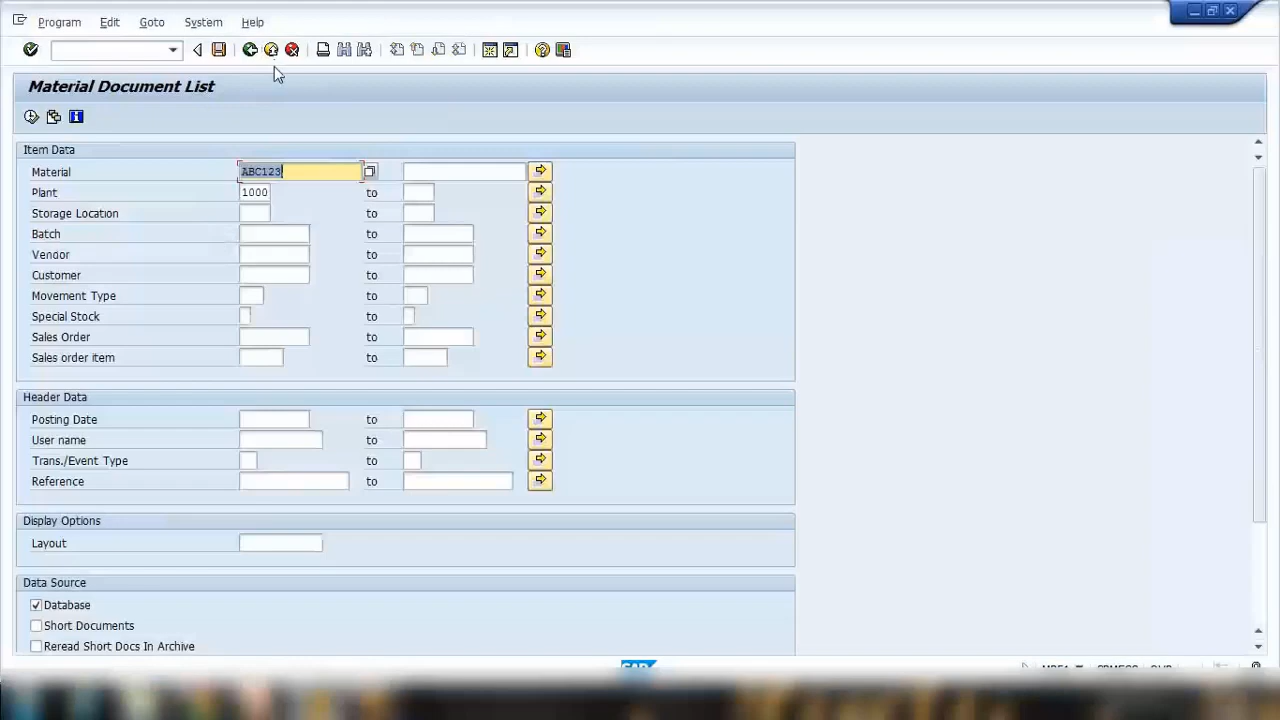 Program Edit Goto System Help
Material Document List
Item Data
Material ABC123
Plant 1000 to
Storage Location to
Batch to
Vendor to
Customer to
Movement Type to
Special Stock to
Sales Order to
Sales order item to
Header Data
Posting Date to
User name to
Trans./Event Type to
Reference to
Display Options
Layout
Data Source
Database
Short Documents
Reread Short Docs In Archive
SAP